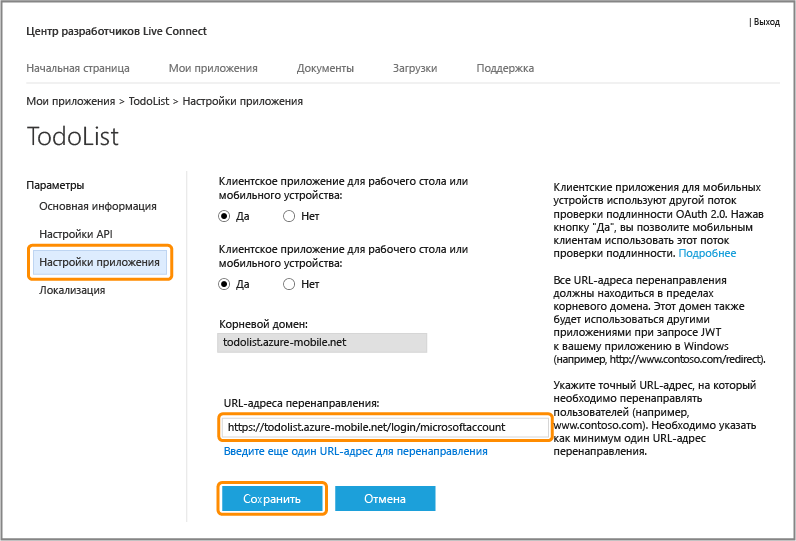 | Выход
Центр разработчиков Live Connect
Начальная страница Мои приложения Документы Загрузки Поддержка
Мои приложения > TodoList > Настройки приложения
TodoList
Параметры
Основная информация
Настройки API
Настройки приложения
Локализация
Клиентское приложение для рабочего стола или
мобильного устройства:
Да Нет
Клиентское приложение для рабочего стола или
мобильного устройства:
Да Нет
Корневой домен:
todolist.azure-mobile.net
URL-адреса перенаправления:
https://todolist.azure-mobile.net/login/microsoftaccount
Введите еще один URL-адрес для перенаправления
Сохранить Отмена
Клиентские приложения для мобильных
устройств используют другой поток
проверки подлинности OAuth 2.0. Нажав
кнопку "Да", вы позволите мобильным
клиентам использовать этот поток
проверки подлинности. Подробнее
Все URL-адреса перенаправления
должны находиться в пределах
корневого домена. Этот домен также
будет использоваться другими
приложениями при запросе JWT
к вашему приложению в Windows
(например, http://www.contoso.com/redirect).
Укажите точный URL-адрес, на который
необходимо перенаправлять
пользователей (например,
www.contoso.com). Необходимо указать
как минимум один URL-адрес
перенаправления.